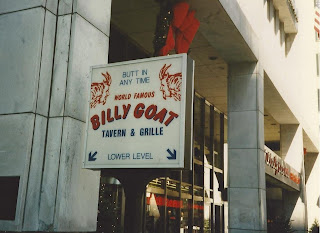 BUTT IN
ANY TIME
WORLD FAMOUS
BILLY GOAT
TAVERN & GRILLE
LOWER LEVEL